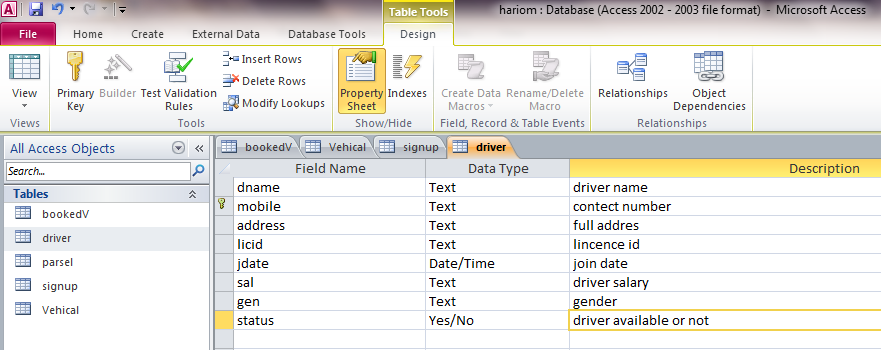 Table Tools
hariom : Database (Access 2002 - 2003 file format) - Microsoft Access
File Home Create External Data Database Tools Design
View
Primary Key
Builder
Test Validation Rules
Insert Rows
Delete Rows
Modify Lookups
Property Sheet
Indexes
Create Data Macros
Rename/Delete Macro
Relationships
Object Dependencies
Views Tools Show/Hide Field, Record & Table Events Relationships
All Access Objects
Search...
Tables
bookedV
driver
parsel
signup
Vehical
bookedV Vehical signup driver
Field Name Data Type Description
dname Text driver name
mobile Text contect number
address Text full addres
licid Text lincence id
jdate Date/Time join date
sal Text driver salary
gen Text gender
status Yes/No driver available or not